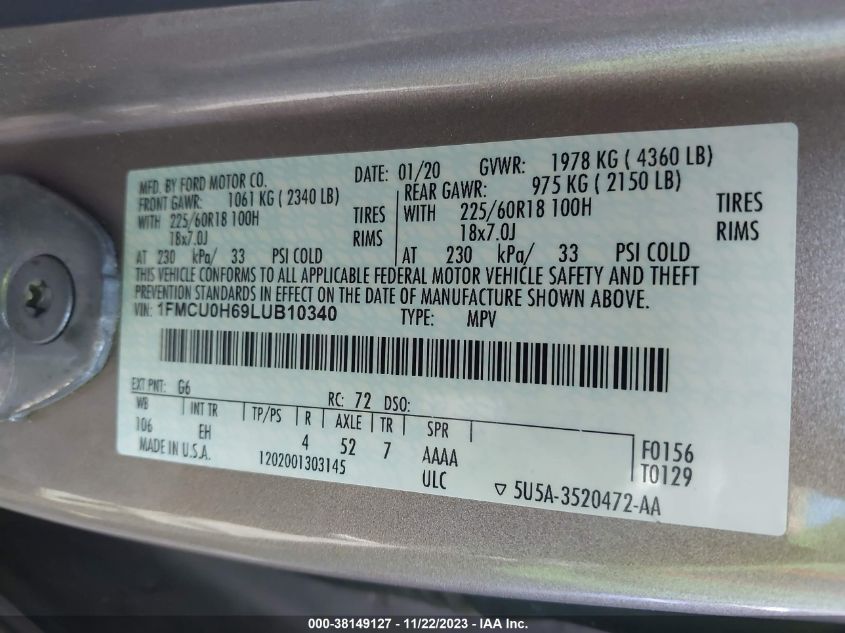 MFD. BY FORD MOTOR CO. DATE: 01/20 GVWR: 1978 KG ( 4360 LB)
FRONT GAWR: 1061 KG ( 2340 LB) REAR GAWR: 975 KG ( 2150 LB)
WITH 225/60R18 100H TIRES WITH 225/60R18 100H TIRES
18x7.0J RIMS 18x7.0J RIMS
AT 230 kPa/ 33 PSI COLD AT 230 kPa/ 33 PSI COLD
THIS VEHICLE CONFORMS TO ALL APPLICABLE FEDERAL MOTOR VEHICLE SAFETY AND THEFT
PREVENTION STANDARDS IN EFFECT ON THE DATE OF MANUFACTURE SHOWN ABOVE.
VIN: 1FMCU0H69LUB10340 TYPE: MPV
EXT PNT: G6 RC: 72 DSO:
WB INT TR TP/PS R AXLE TR SPR
106 EH 4 52 7 AAAA F0156
MADE IN U.S.A. 1202001303145 ULC T0129
▽ 5U5A-3520472-AA
000-38149127 - 11/22/2023 - IAA Inc.